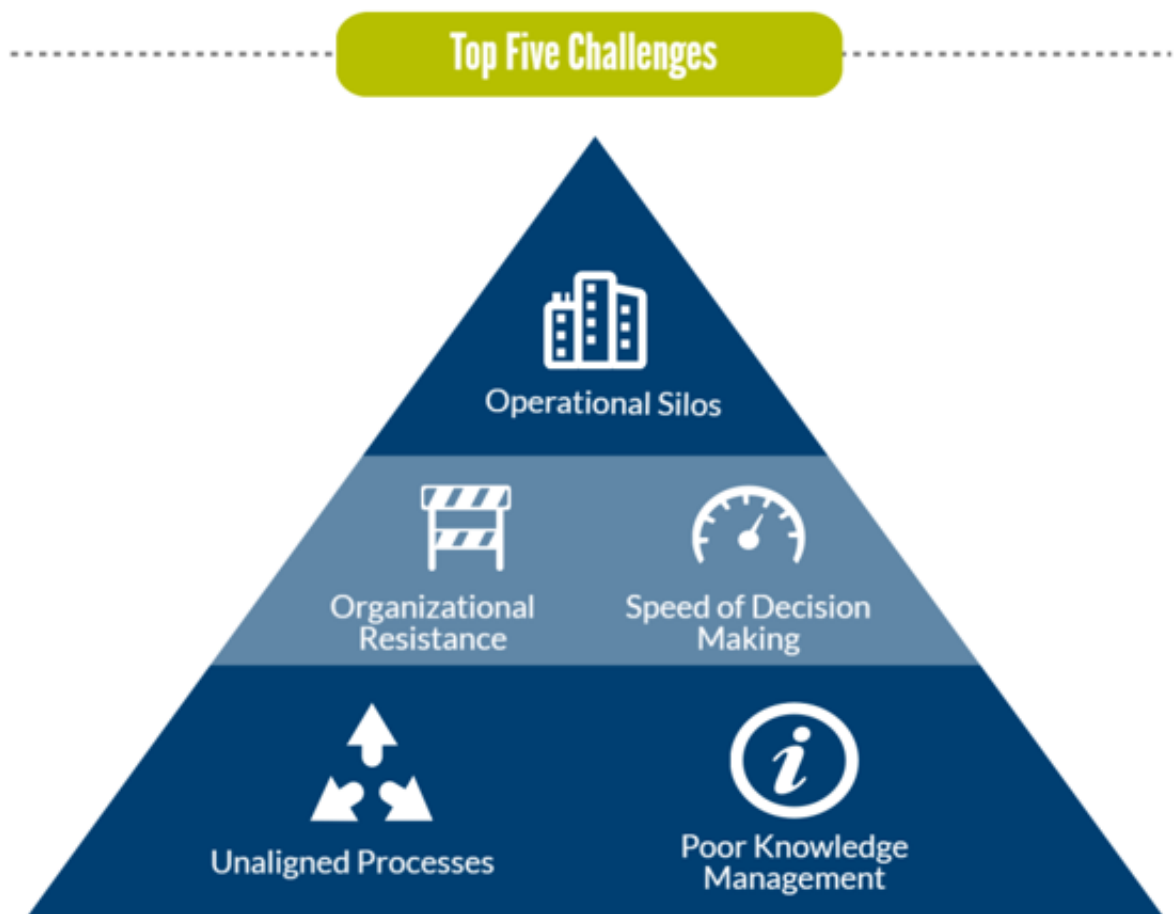 Top Five Challenges
Operational Silos
Organizational
Resistance
Speed of Decision
Making
Unaligned Processes
Poor Knowledge
Management